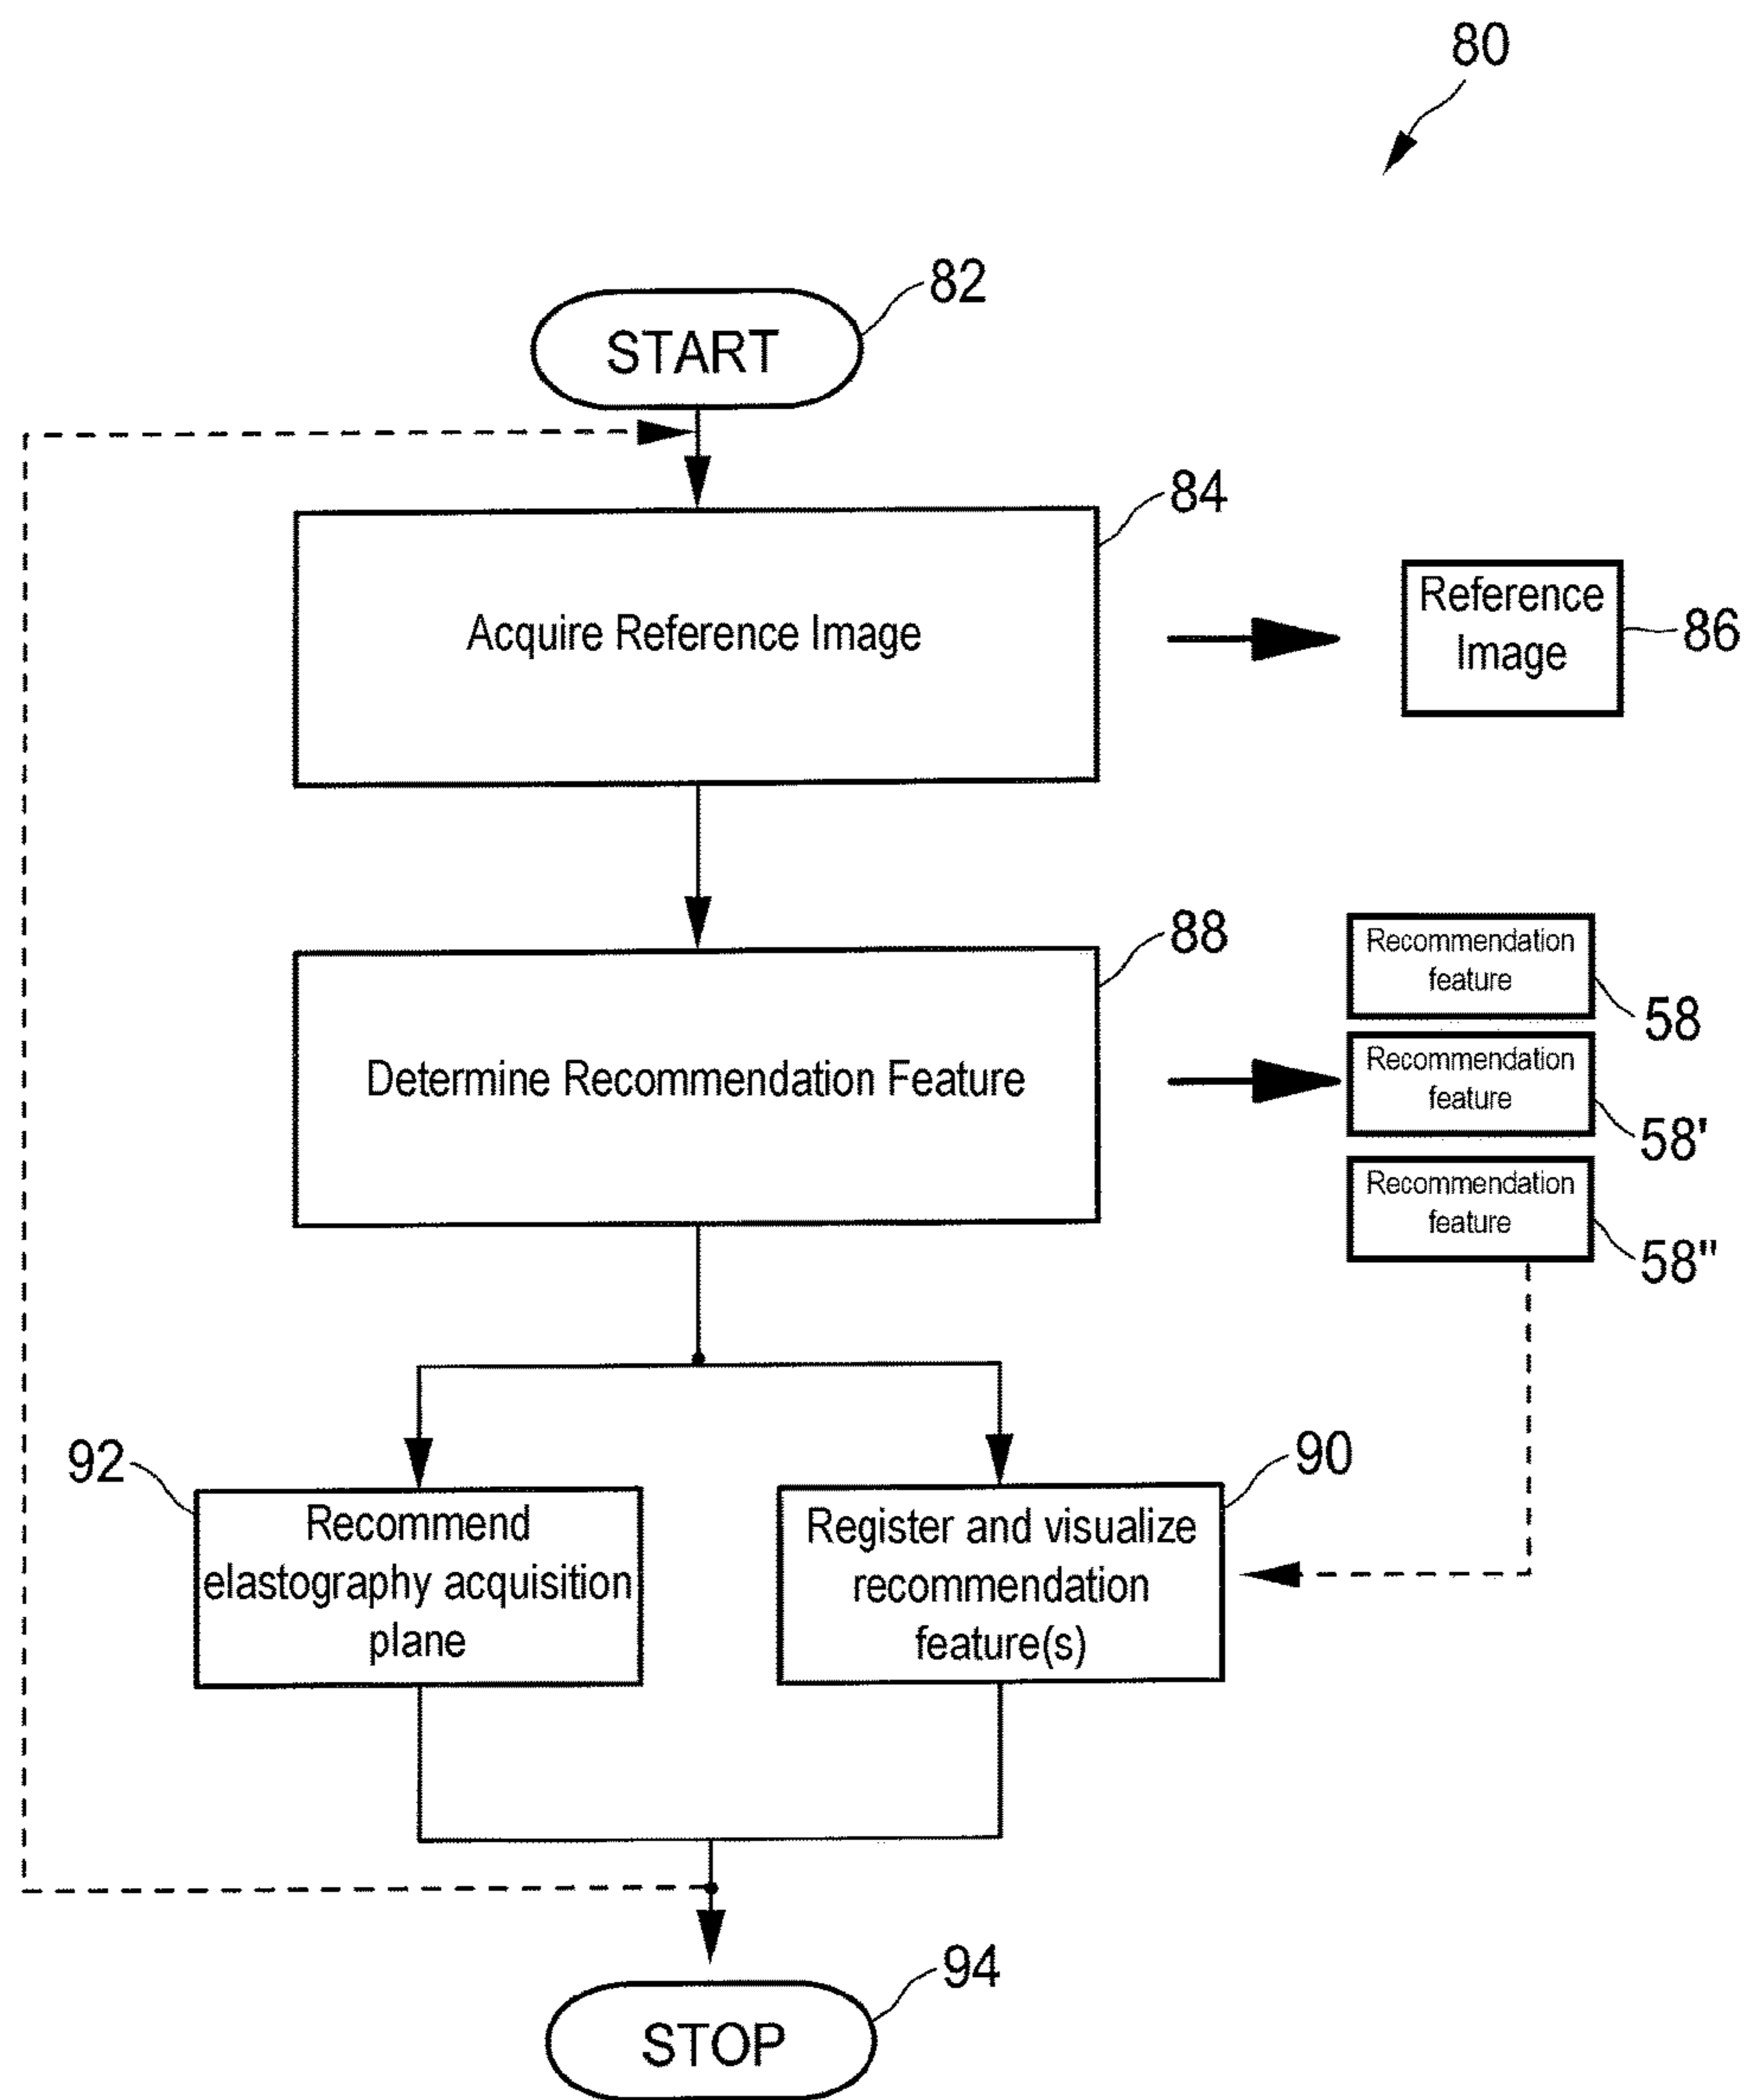 80
82
START
84
Acquire Reference Image
Reference
Image
86
88
Determine Recommendation Feature
Recommendation
feature
58
Recommendation
feature
58'
Recommendation
feature
58"
92
Recommend
elastography acquisition
plane
90
Register and visualize
recommendation
feature(s)
94
STOP